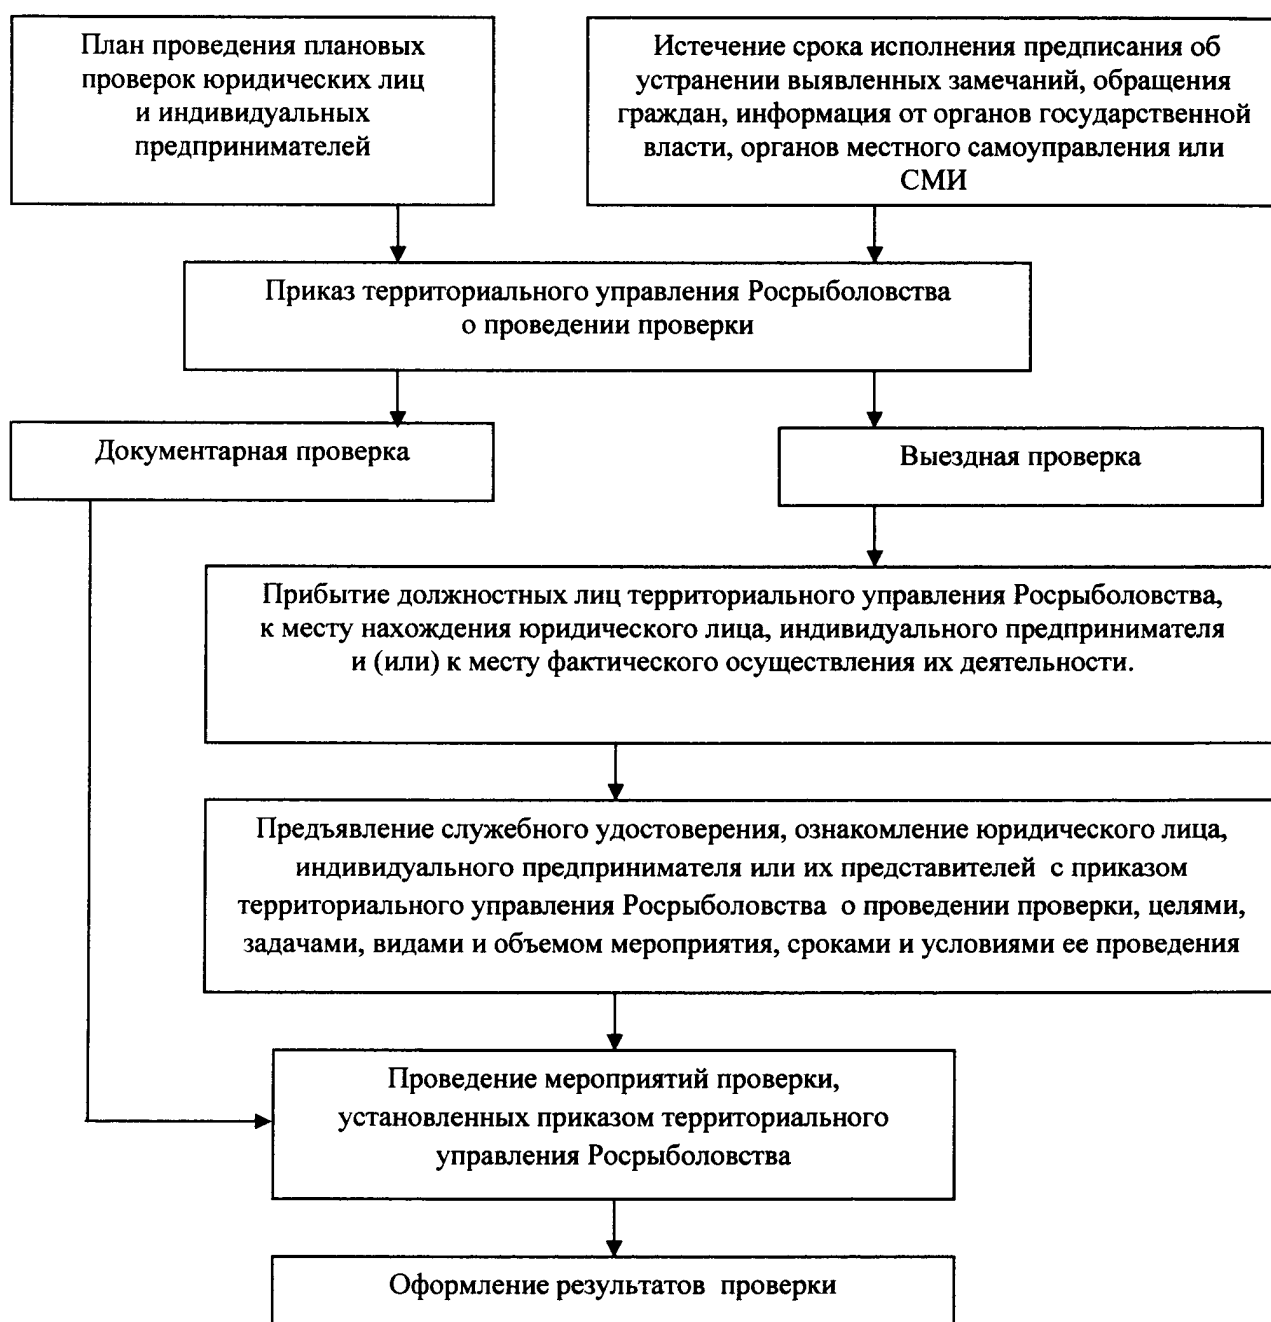 План проведения плановых
проверок юридических лиц
и индивидуальных
предпринимателей
Истечение срока исполнения предписания об
устранении выявленных замечаний, обращения
граждан, информация от органов государственной
власти, органов местного самоуправления или
СМИ
Приказ территориального управления Росрыболовства
о проведении проверки
Документарная проверка
Выездная проверка
Прибытие должностных лиц территориального управления Росрыболовства,
к месту нахождения юридического лица, индивидуального предпринимателя
и (или) к месту фактического осуществления их деятельности.
Предъявление служебного удостоверения, ознакомление юридического лица,
индивидуального предпринимателя или их представителей с приказом
территориального управления Росрыболовства о проведении проверки, целями,
задачами, видами и объемом мероприятия, сроками и условиями ее проведения
Проведение мероприятий проверки,
установленных приказом территориального
управления Росрыболовства
Оформление результатов проверки